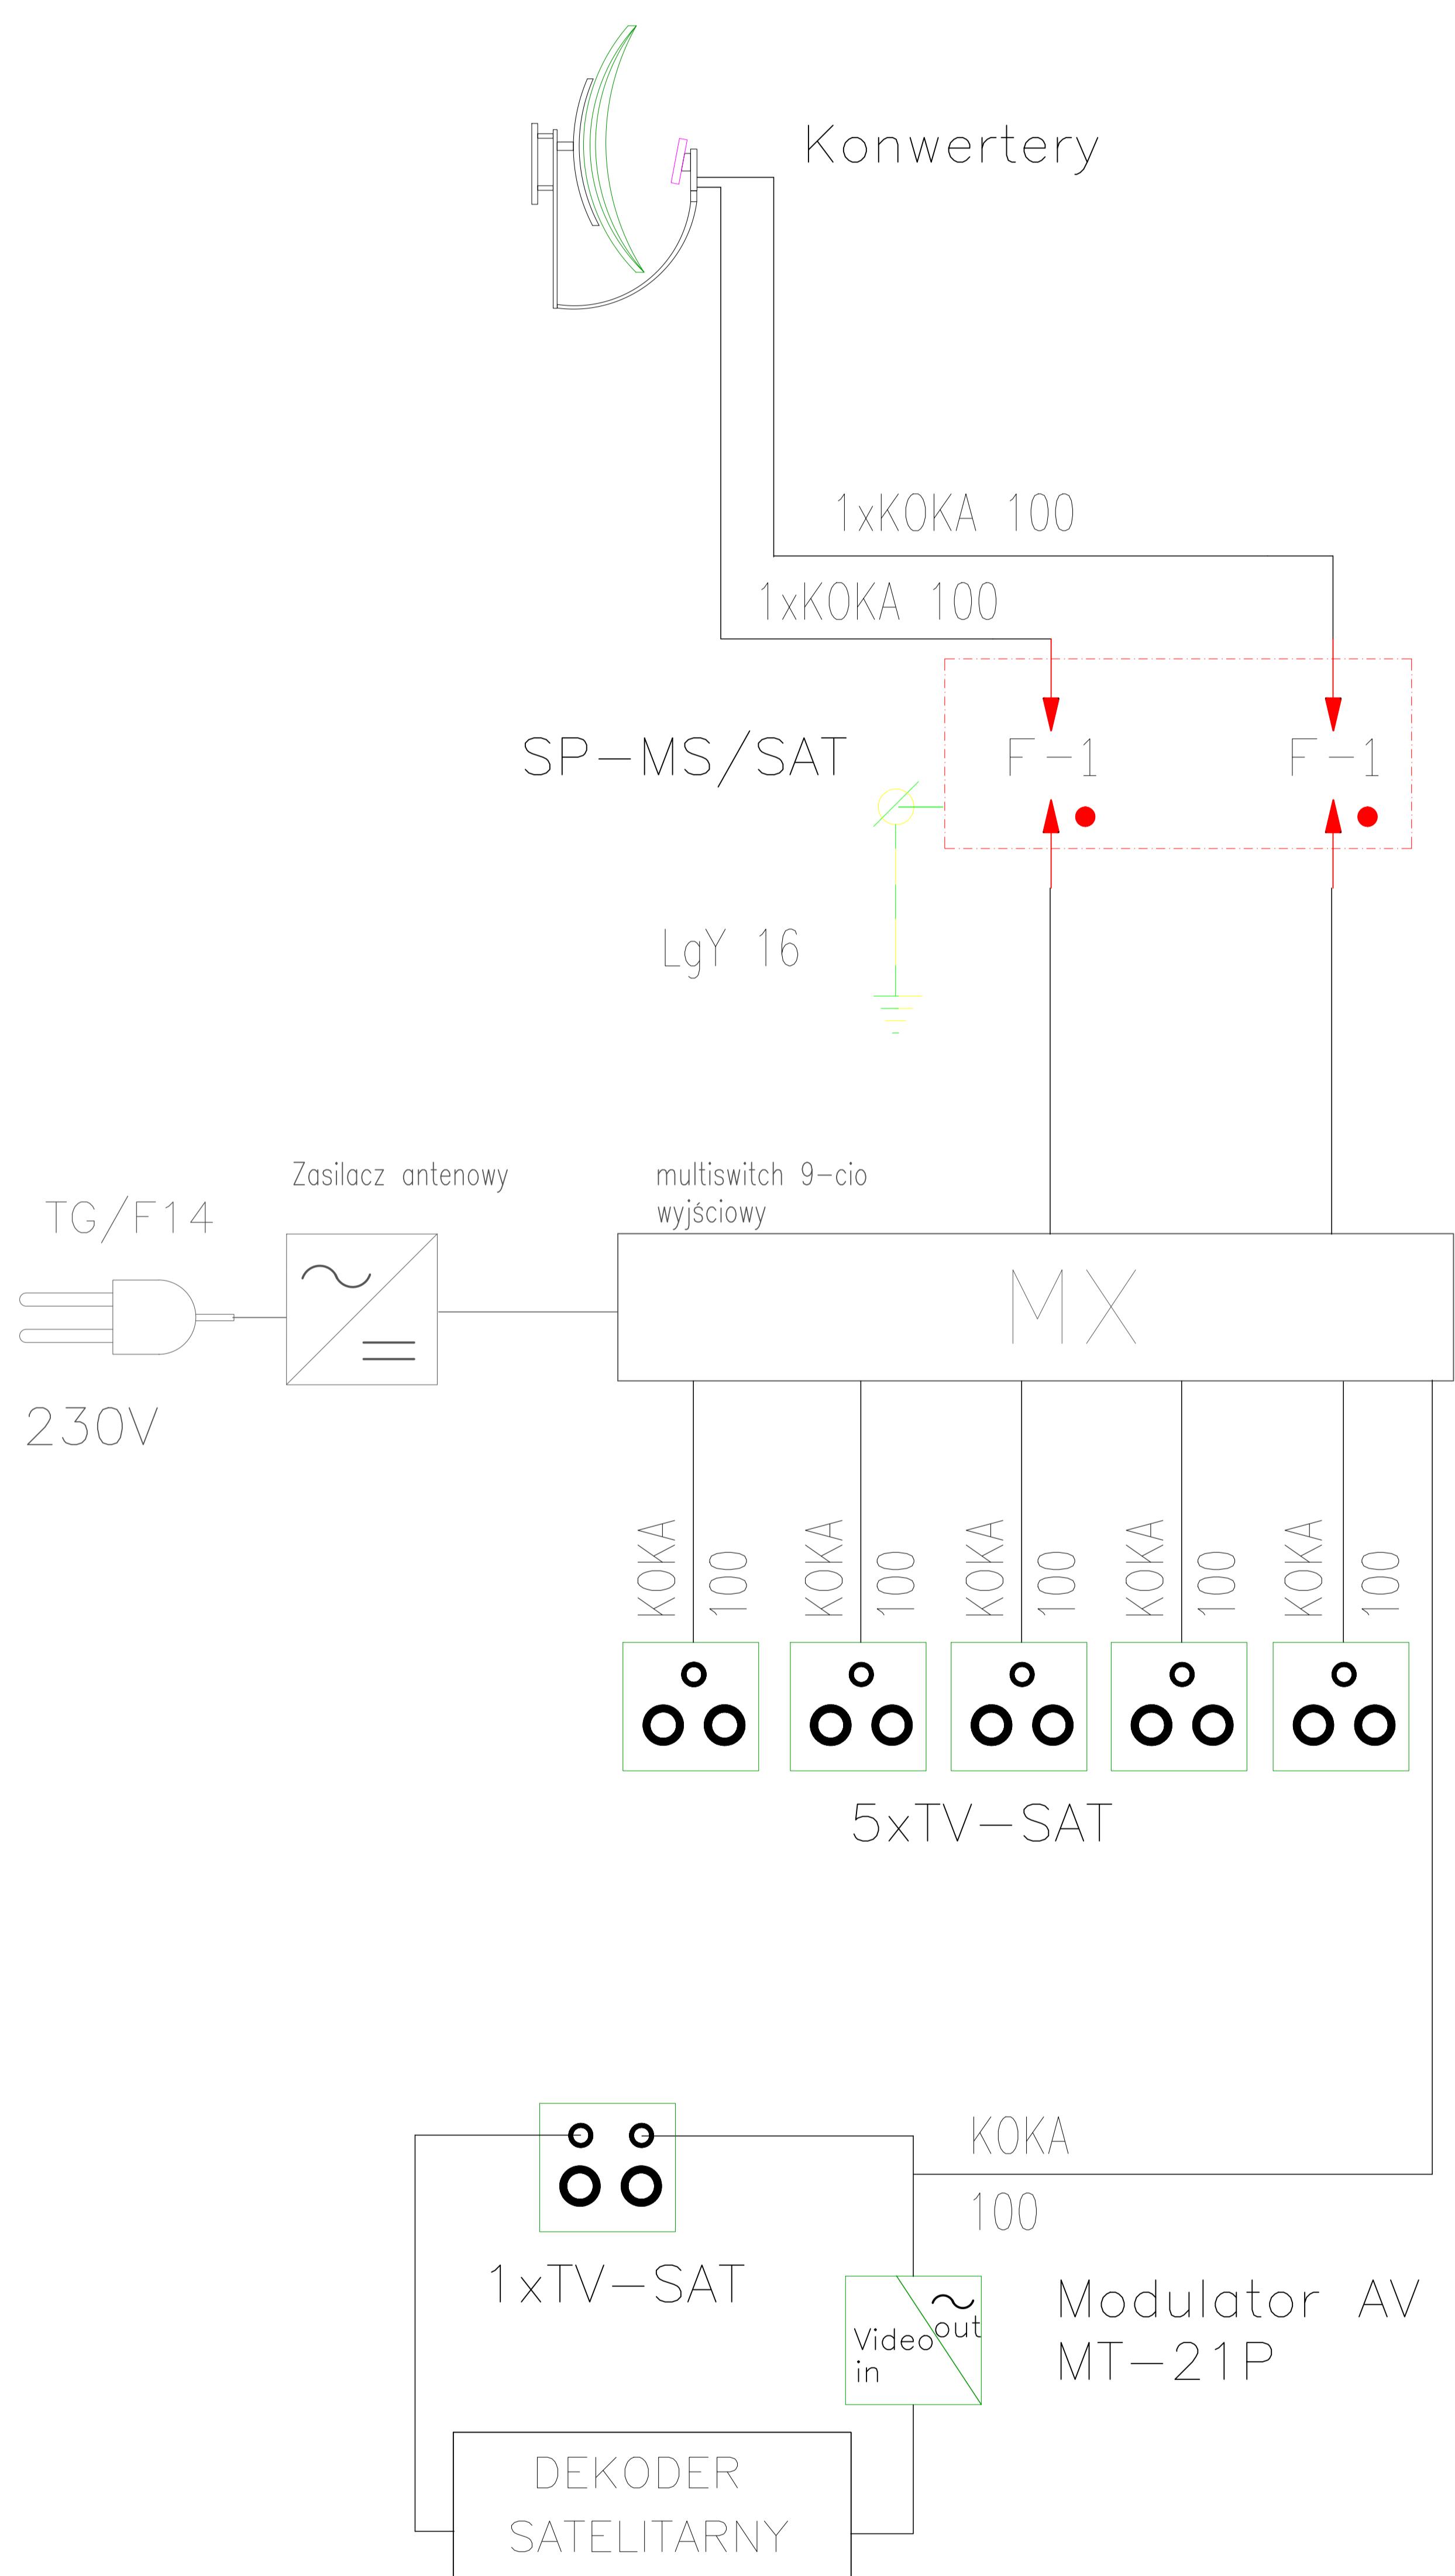 Konwertery
1xKOKA 100
1xKOKA 100
SP-MS/SAT
F-1
F-1
LgY 16
Zasilacz antenowy
multiswitch 9-cio
wyjściowy
TG/F14
MX
230V
KOKA
100
KOKA
100
KOKA
100
KOKA
100
KOKA
100
5xTV-SAT
KOKA
100
1xTV-SAT
Modulator AV
MT-21P
out
Video
in
DEKODER
SATELITARNY